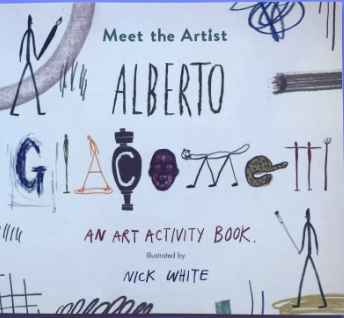 Meet the Artist
ALBERTO
GIACOMETTI
AN ART ACTIVITY BOOK.
Illustrated by
NICK WHITE